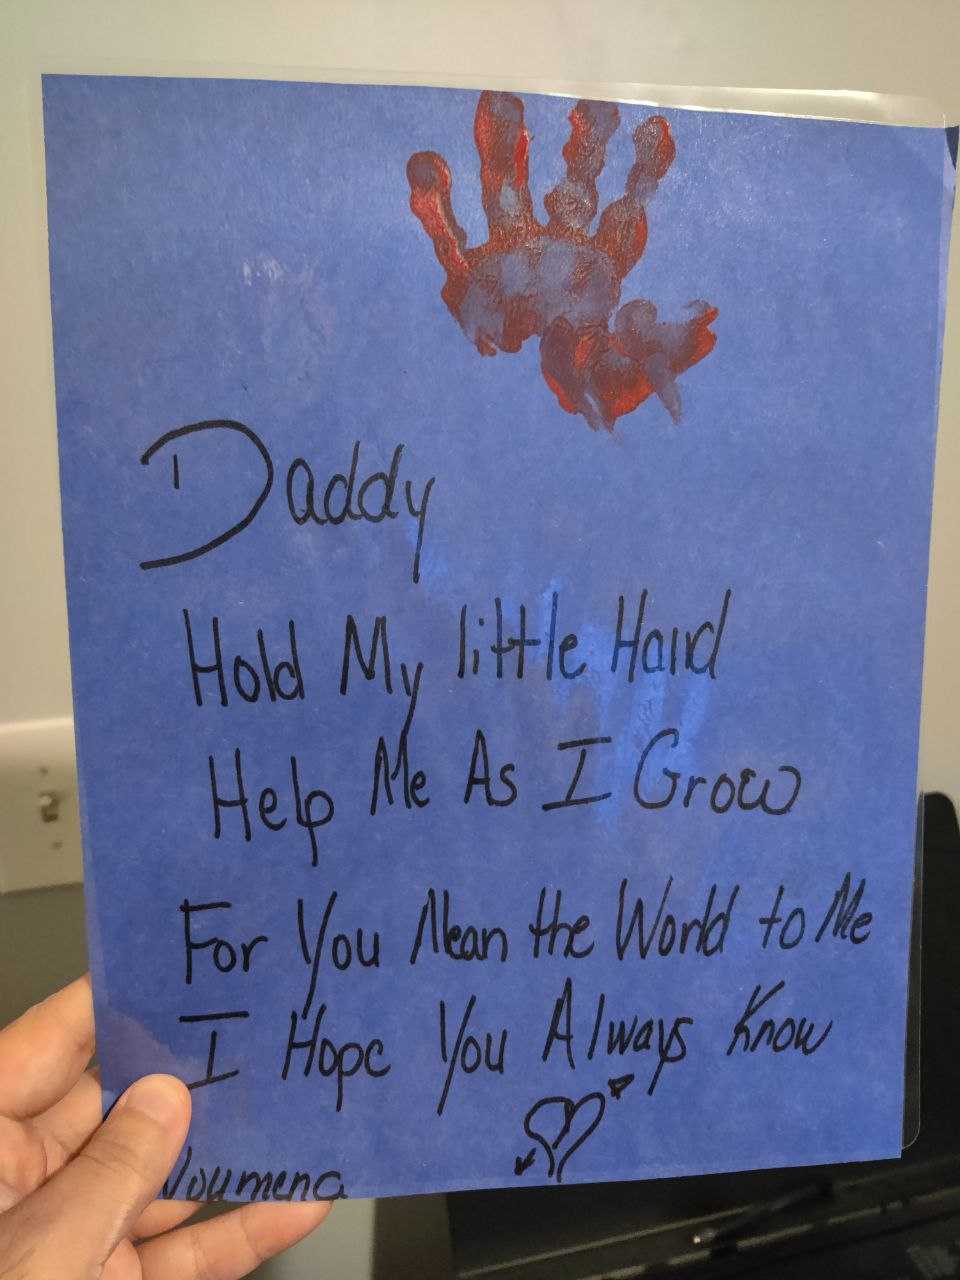 Daddy
Hold My little Hand
Help Me As I Grow
For You Mean the World to Me
I Hope You Always Know
Noumena